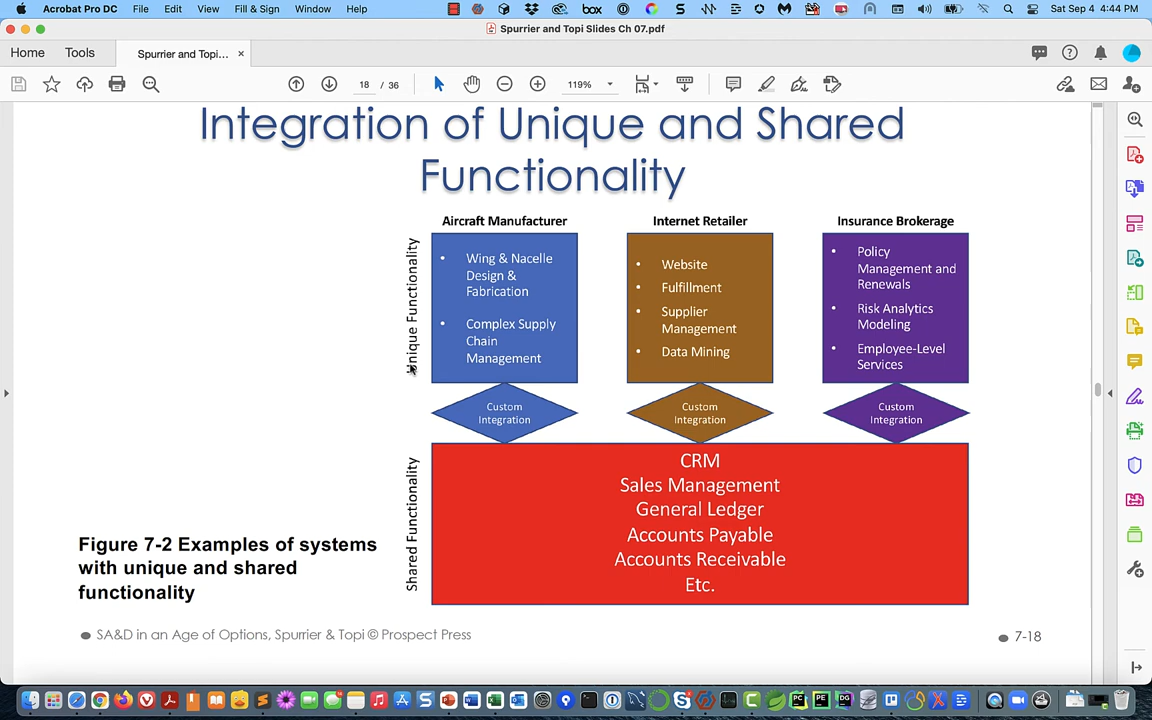 Acrobat Pro DC File Edit View Sign Window Help
box
Sat Sep 4 4:44 PM
Spurrier and Topi Slides Ch 07.pdf
Home Tools Spurrier and Topi... ×
18 / 36
119%
Integration of Unique and Shared
Functionality
Aircraft Manufacturer
Internet Retailer
Insurance Brokerage
Unique Functionality
• Wing & Nacelle
Design &
Fabrication
• Complex Supply
Chain
Management
• Website
• Fulfillment
• Supplier
Management
• Data Mining
• Policy
Management and
Renewals
• Risk Analytics
Modeling
• Employee-Level
Services
Custom
Integration
Custom
Integration
Custom
Integration
Shared Functionality
CRM
Sales Management
General Ledger
Accounts Payable
Accounts Receivable
Etc.
Figure 7-2 Examples of systems
with unique and shared
functionality
SA&D in an Age of Options, Spurrier & Topi © Prospect Press
7-18